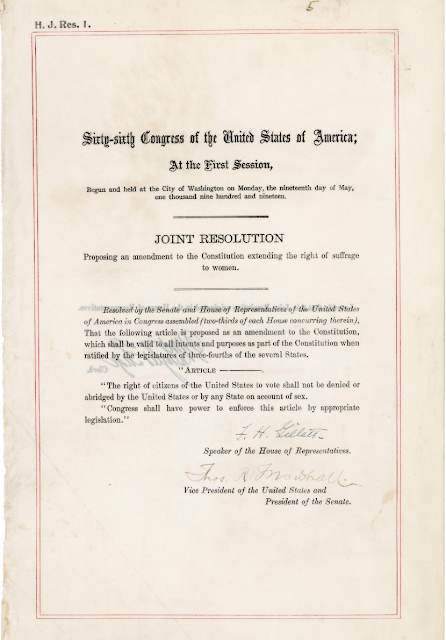 5
H. J. Res. 1.
Sixty-sixth Congress of the United States of America;
At the First Session,
Begun and held at the City of Washington on Monday, the nineteenth day of May,
one thousand nine hundred and nineteen.
JOINT RESOLUTION
Proposing an amendment to the Constitution extending the right of suffrage
to women.
Resolved by the Senate and House of Representatives of the United States
of America in Congress assembled (two-thirds of each House concurring therein),
That the following article is proposed as an amendment to the Constitution,
which shall be valid to all intents and purposes as part of the Constitution when
ratified by the legislatures of three-fourths of the several States.
"ARTICLE ————.
"The right of citizens of the United States to vote shall not be denied or
abridged by the United States or by any State on account of sex.
"Congress shall have power to enforce this article by appropriate
legislation."
F. H. Gillett
Speaker of the House of Representatives.
Thos. R. Marshall
Vice President of the United States and
President of the Senate.